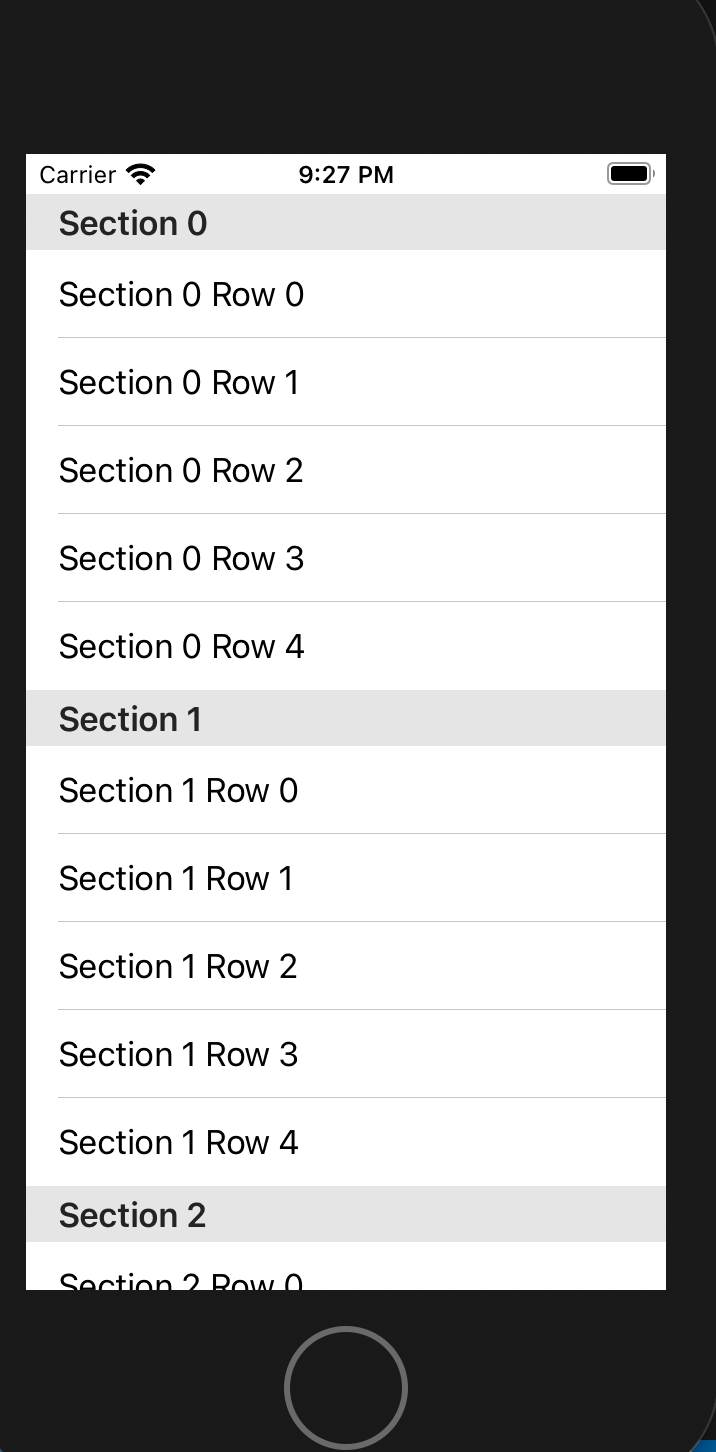 Carrier 9:27 PM
Section 0
Section 0 Row 0
Section 0 Row 1
Section 0 Row 2
Section 0 Row 3
Section 0 Row 4
Section 1
Section 1 Row 0
Section 1 Row 1
Section 1 Row 2
Section 1 Row 3
Section 1 Row 4
Section 2
Section 2 Row 0